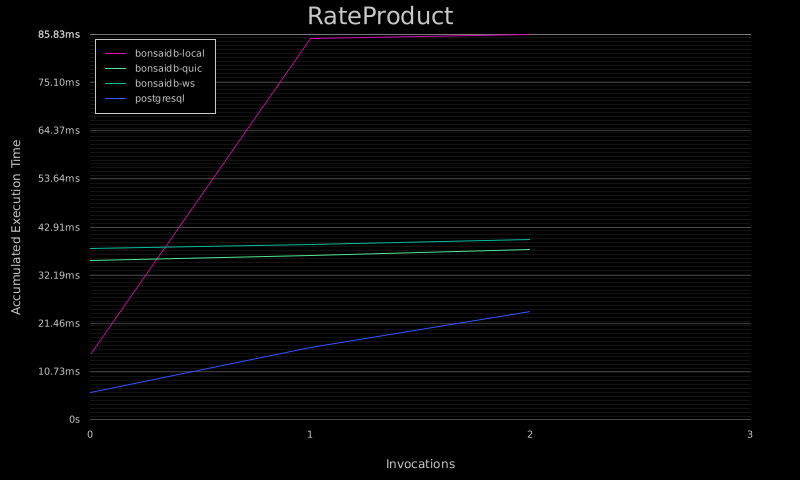 RateProduct
85.83ms
bonsaidb-local
bonsaidb-quic
bonsaidb-ws
postgresql
75.10ms
64.37ms
53.64ms
42.91ms
32.19ms
21.46ms
10.73ms
0s
Accumulated Execution Time
0 1 2 3
Invocations